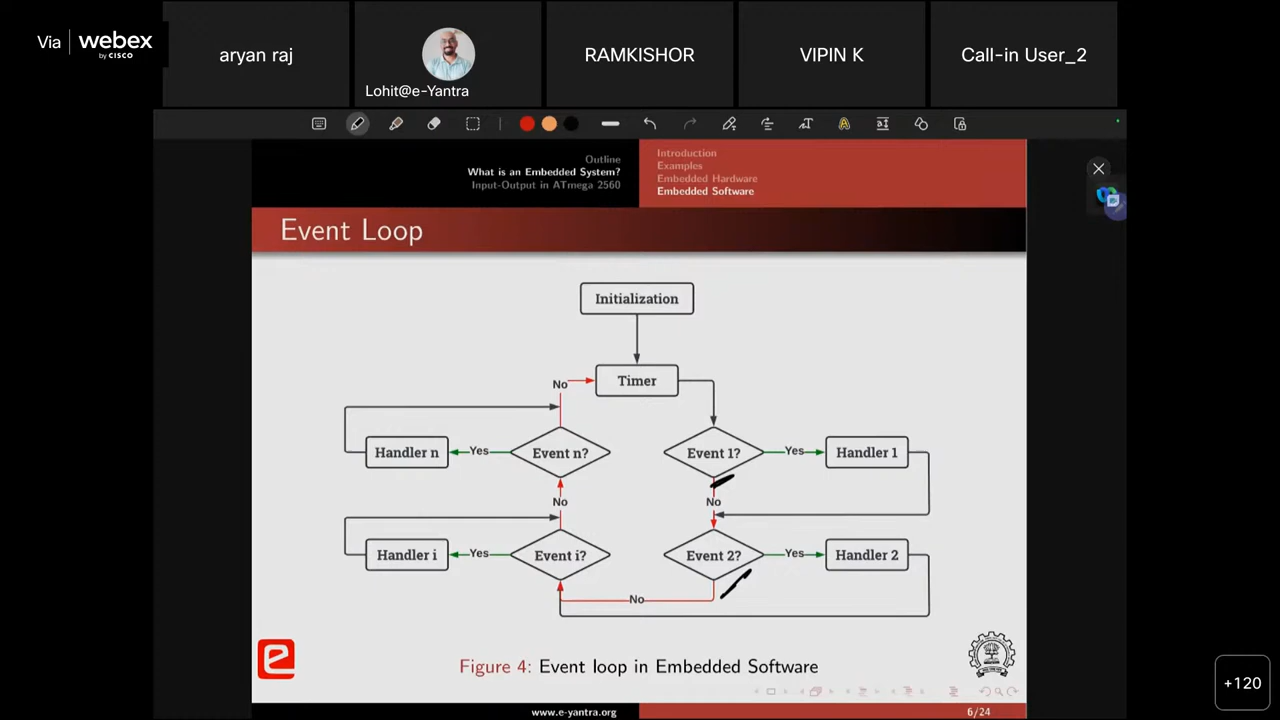 Via webex
by CISCO
aryan raj
Lohit@e-Yantra
RAMKISHOR
VIPIN K
Call-in User_2
Outline
What is an Embedded System?
Input-Output in ATmega 2560
Introduction
Examples
Embedded Hardware
Embedded Software
Event Loop
Initialization
Timer
No
Handler n
Yes
Event n?
Event 1?
Yes
Handler 1
No
No
Handler i
Yes
Event i?
Event 2?
Yes
Handler 2
No
Figure 4: Event loop in Embedded Software
www.e-yantra.org
6/24
+120